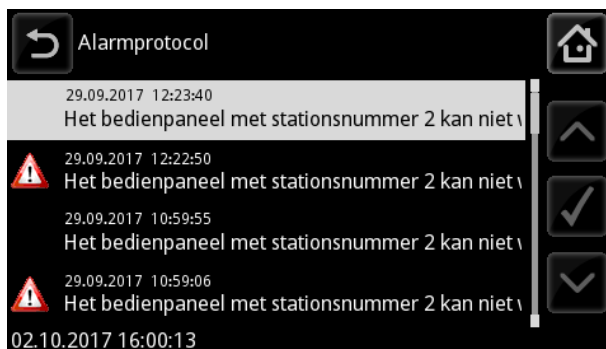 Alarmprotocol
29.09.2017 12:23:40
Het bedienpaneel met stationsnummer 2 kan niet
29.09.2017 12:22:50
Het bedienpaneel met stationsnummer 2 kan niet
29.09.2017 10:59:55
Het bedienpaneel met stationsnummer 2 kan niet
29.09.2017 10:59:06
Het bedienpaneel met stationsnummer 2 kan niet
02.10.2017 16:00:13